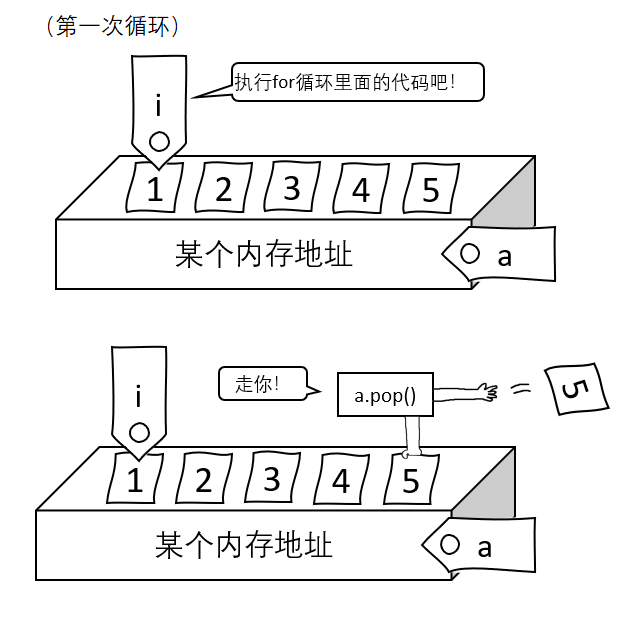 （第一次循环）
执行for循环里面的代码吧！
i
1 2 3 4 5
某个内存地址
a
i
走你！
a.pop()
5
1 2 3 4 5
某个内存地址
a